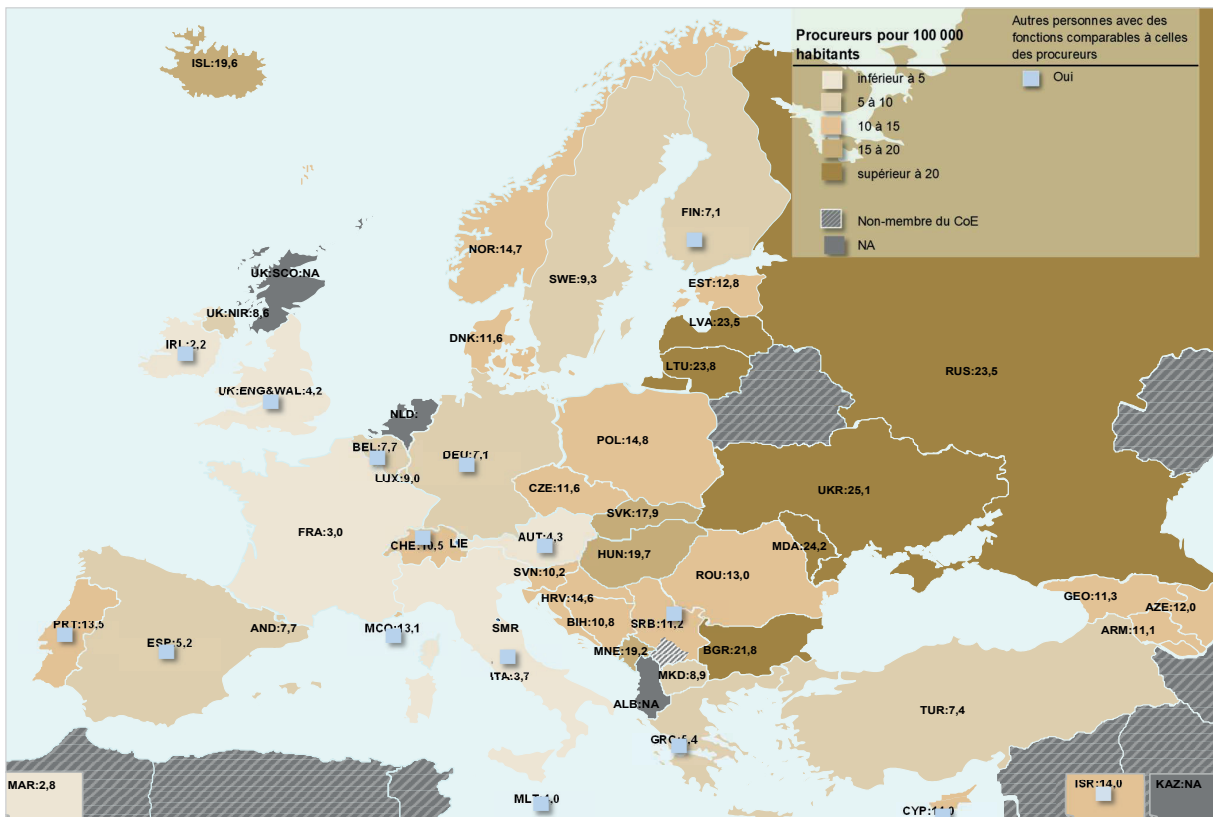 Procureurs pour 100 000
habitants
inférieur à 5
5 à 10
10 à 15
15 à 20
supérieur à 20
Non-membre du CoE
NA
Autres personnes avec des
fonctions comparables à celles
des procureurs
Oui
ISL:19,6
FIN:7,1
NOR:14,7
UK:SCO:NA
SWE:9,3
EST:12,8
UK:NIR:8,6
LVA:23,5
DNK:11,6
IRL:2,2
LTU:23,8
RUS:23,5
UK:ENG&WAL:4,2
NLD:
POL:14,8
BEL:7,7
DEU:7,1
LUX:9,0
CZE:11,6
UKR:25,1
SVK:17,9
FRA:3,0
AUT:4,3
LIE
CHE:10,5
MDA:24,2
HUN:19,7
SVN:10,2
ROU:13,0
GEO:11,3
HRV:14,6
AZE:12,0
PRT:13,5
AND:7,7
MCO:13,1
SMR
BIH:10,8
SRB:11,2
ARM:11,1
ESP:5,2
MNE:19,2
BGR:21,8
ITA:3,7
MKD:8,9
ALB:NA
TUR:7,4
MAR:2,8
ISR:14,0
KAZ:NA